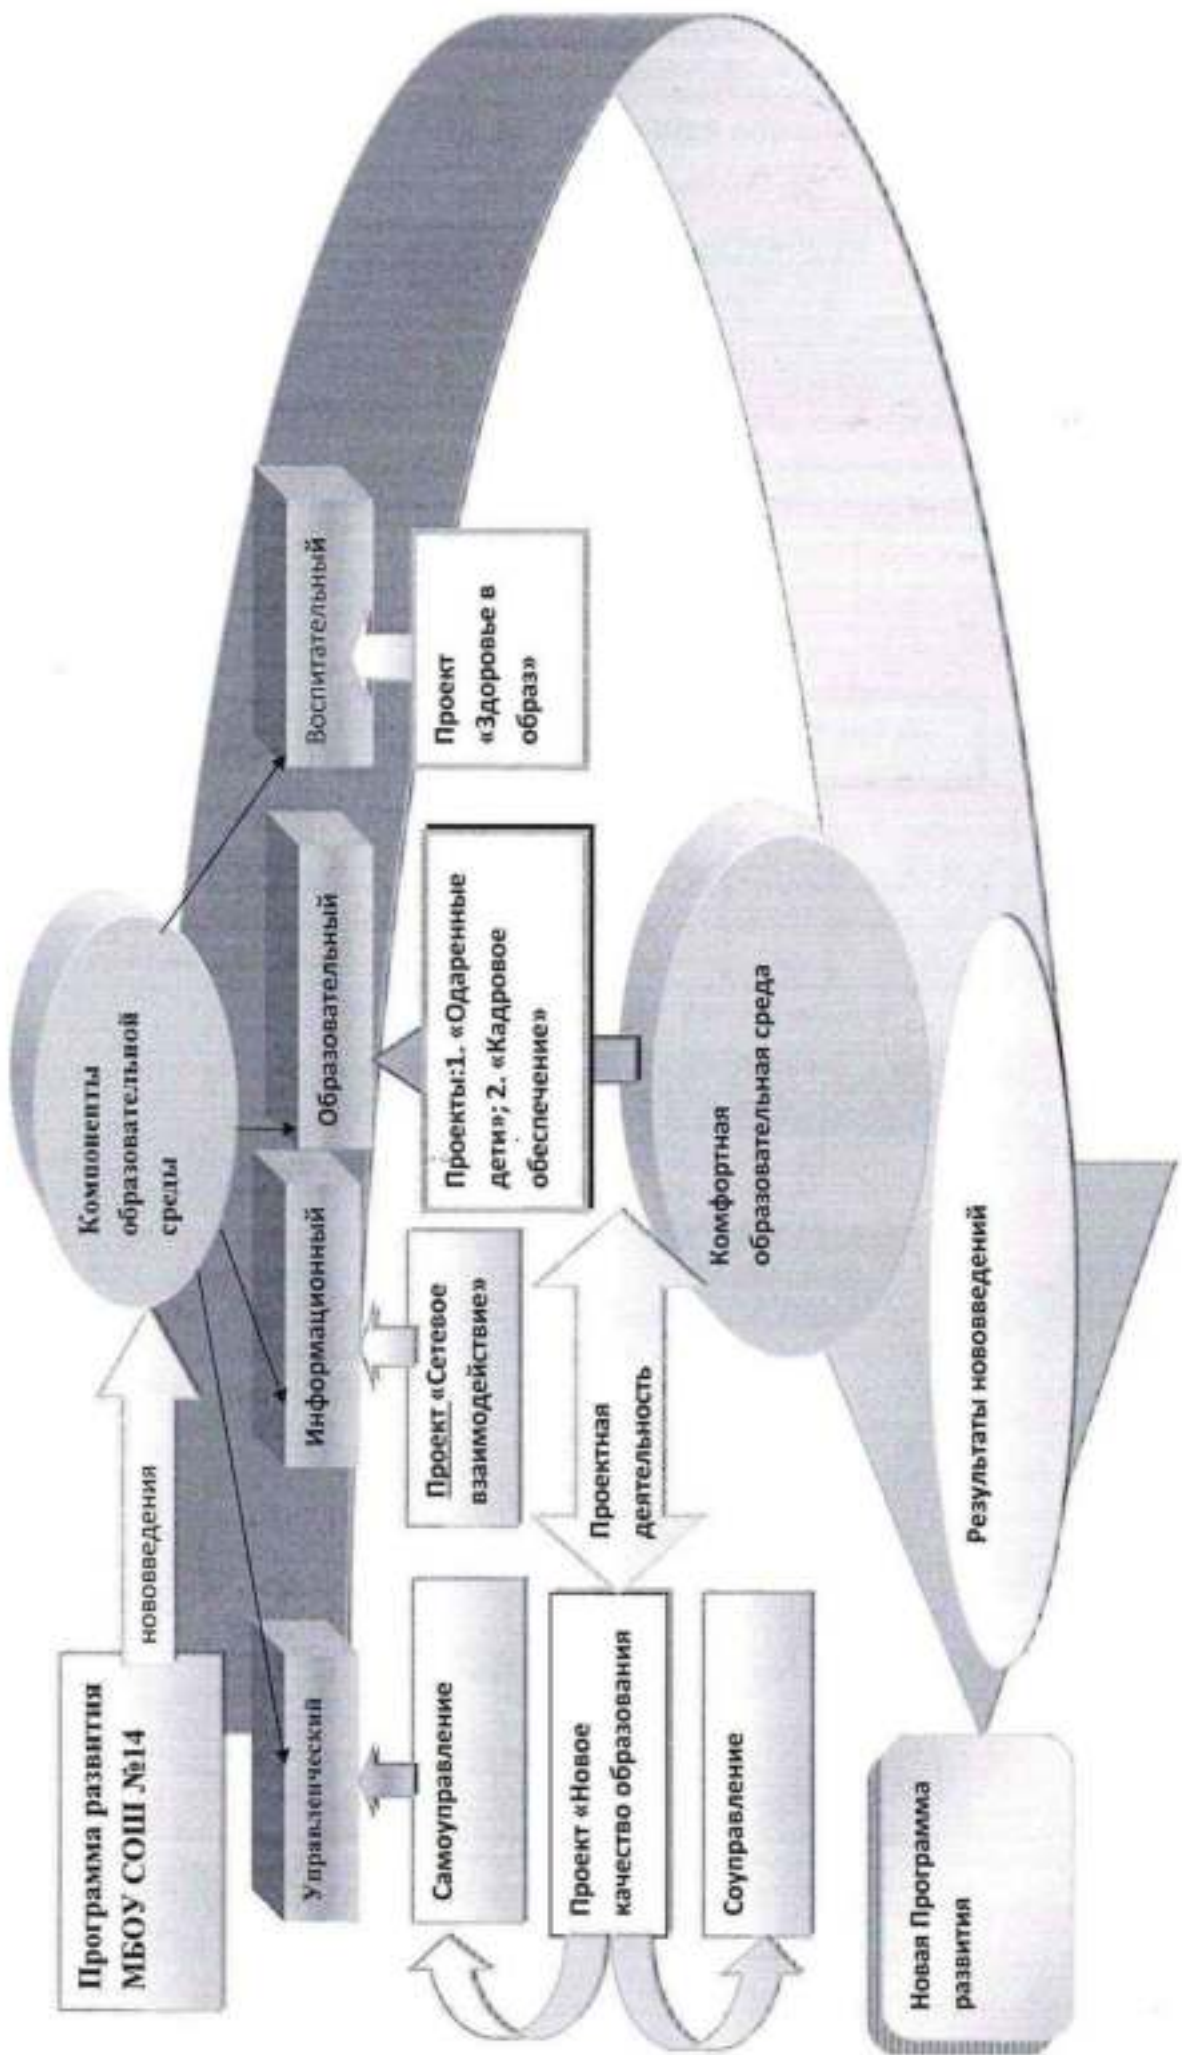 Программа развития
МБОУ СОШ №14
нововведения
Компоненты
образовательной
среды
Управленческий
Информационный
Образовательный
Воспитательный
Самоуправление
Проект «Сетевое
взаимодействие»
Проекты:1. «Одаренные
дети»; 2. «Кадровое
обеспечение»
Проект
«Здоровье в
образ»
Проект «Новое
качество образования
Проектная
деятельность
Соуправление
Комфортная
образовательная среда
Новая Программа
развития
Результаты нововведений